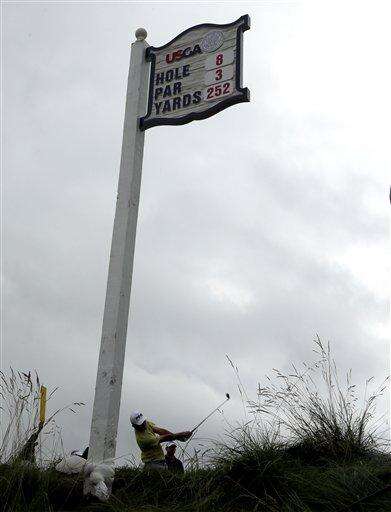 USGA
HOLE 8
PAR 3
YARDS 252